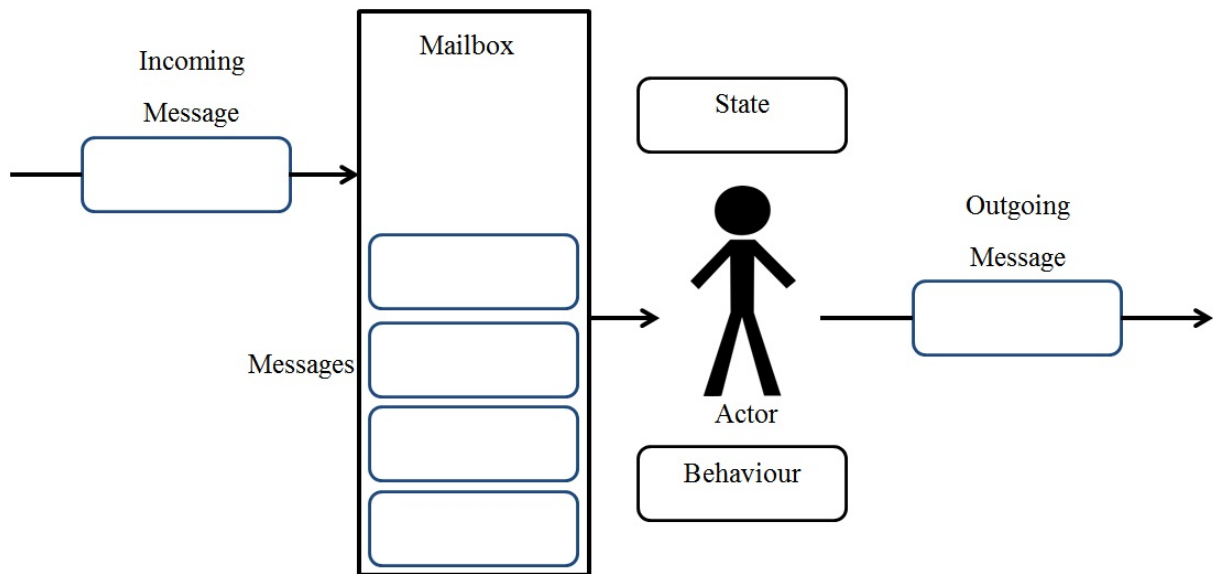 Incoming
Message
Mailbox
Messages
State
Actor
Behaviour
Outgoing
Message